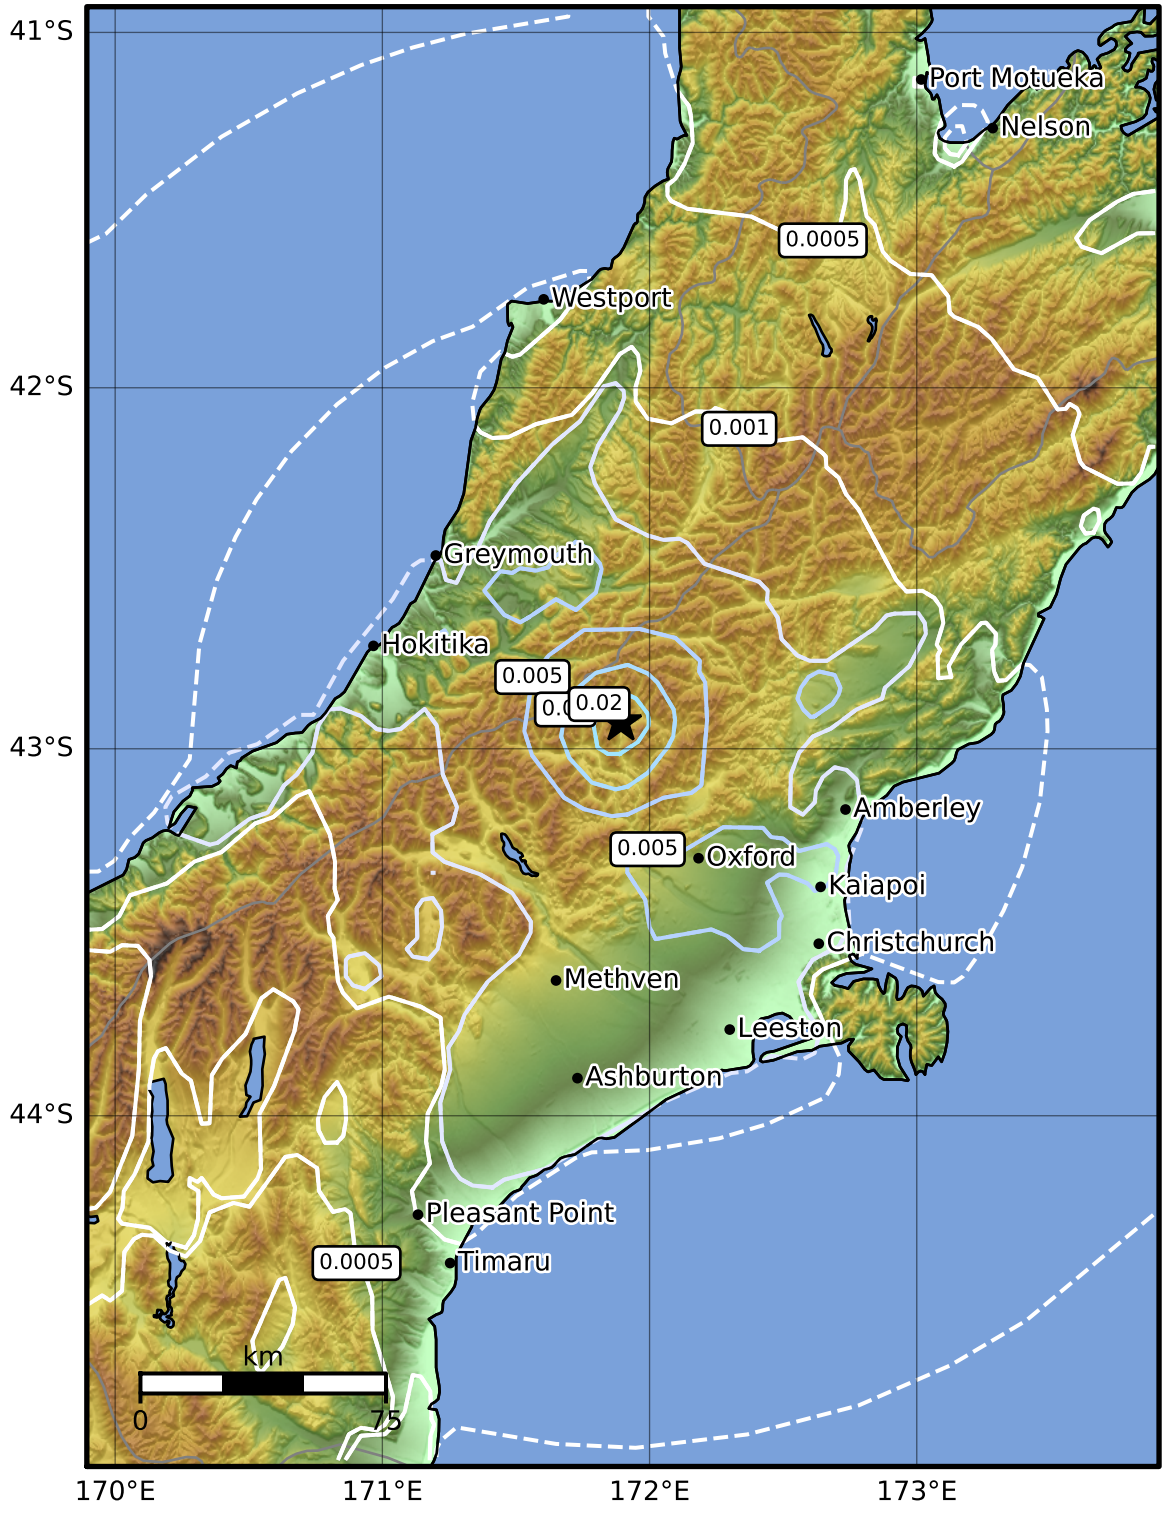 41°S
Port Motueka
Nelson
0.0005
Westport
42°S
0.001
Greymouth
Hokitika
0.005
0.02
43°S
Amberley
0.005
Oxford
Kaiapoi
Christchurch
Methven
Leeston
Ashburton
44°S
Pleasant Point
0.0005
Timaru
km
0
75
170°E
171°E
172°E
173°E